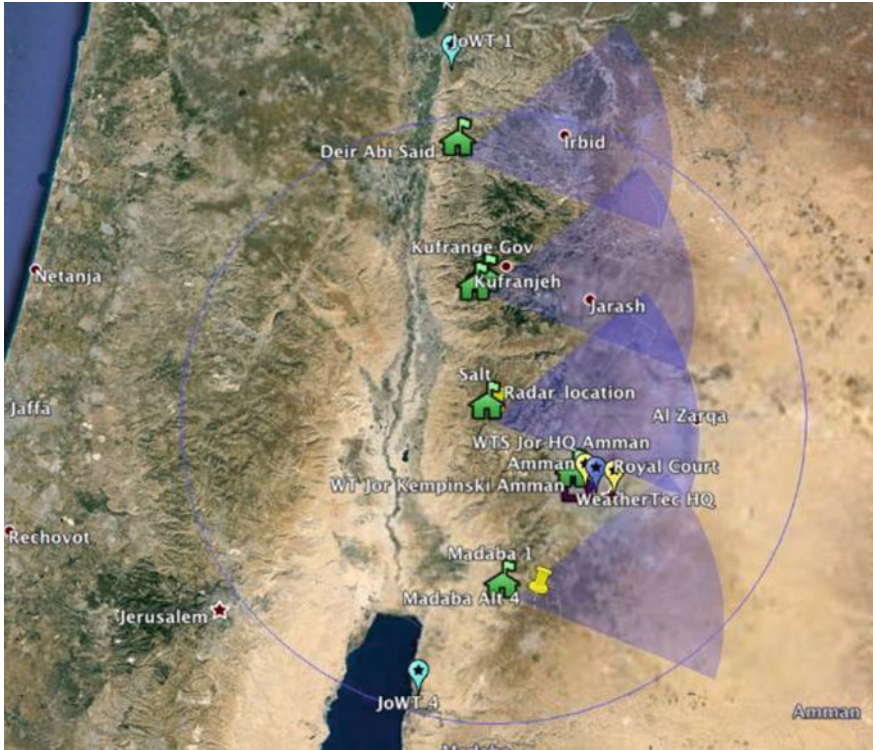 JoWT 1
Deir Abi Said
Irbid
Kufrange Gov
Netanja
Kufranjeh
Jarash
Salt
Radar_location
Jaffa
Al Zarqa
WTS Jor HQ Amman
Amman
Royal Court
WT Jor Kempinski Amman
WeatherTec HQ
Rechovot
Madaba 1
Madaba Alt 4
Jerusalem
JoWT 4
Amman